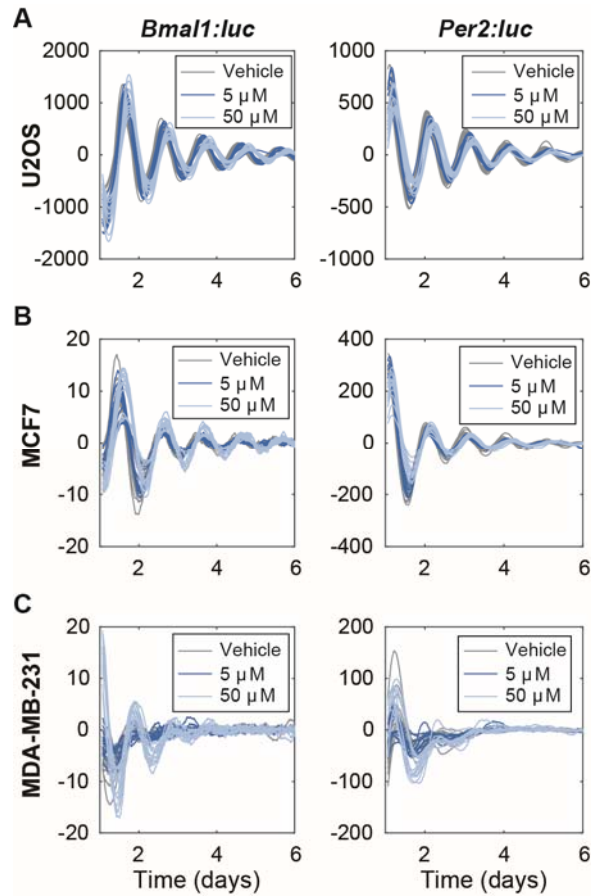 A
Bmal1:luc
Per2:luc
U2OS
2000
1000
0
-1000
-2000
Vehicle
5 µM
50 µM
2
4
6
1000
500
0
-500
-1000
Vehicle
5 µM
50 µM
2
4
6
B
MCF7
20
10
0
-10
-20
Vehicle
5 µM
50 µM
2
4
6
400
200
0
-200
-400
Vehicle
5 µM
50 µM
2
4
6
C
MDA-MB-231
20
10
0
-10
-20
Vehicle
5 µM
50 µM
2
4
6
Time (days)
200
100
0
-100
-200
Vehicle
5 µM
50 µM
2
4
6
Time (days)